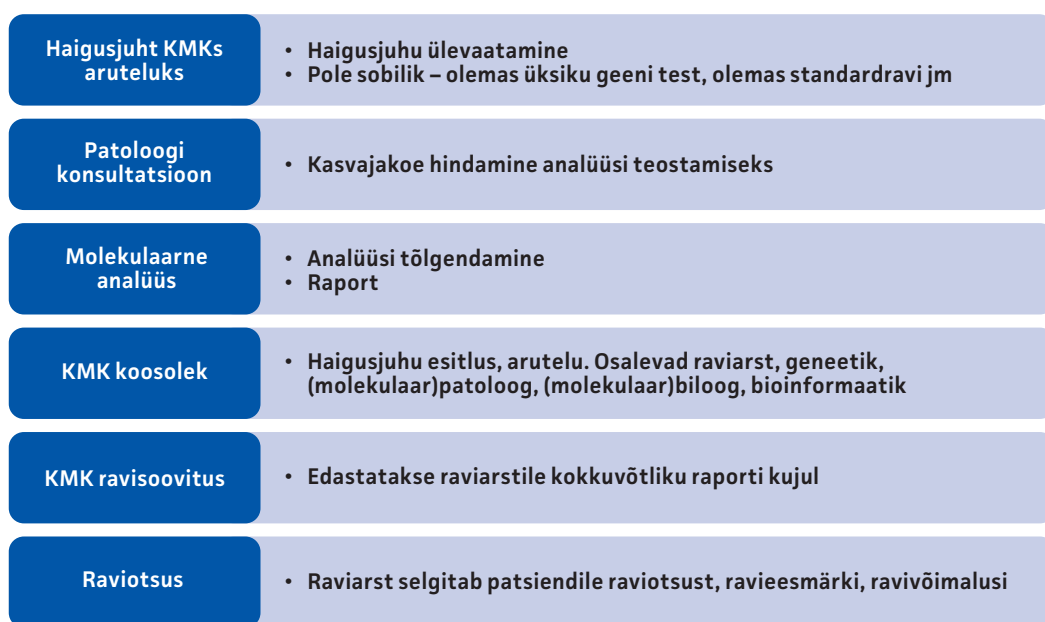 Haigusjuht KMKs
aruteluks
• Haigusjuhu ülevaatamine
• Pole sobilik – olemas üksiku geeni test, olemas standardravi jm
Patoloogi
konsultatsioon
• Kasvajakoe hindamine analüüsi teostamiseks
Molekulaarne
analüüs
• Analüüsi tõlgendamine
• Raport
KMK koosolek
• Haigusjuhu esitlus, arutelu. Osalevad raviarst, geneetik,
(molekulaar)patoloog, (molekulaar)biloog, bioinformaatik
KMK ravisoovitus
• Edastatakse raviarstile kokkuvõtliku raporti kujul
Raviotsus
• Raviarst selgitab patsiendile raviotsust, ravieesmärki, ravivõimalusi